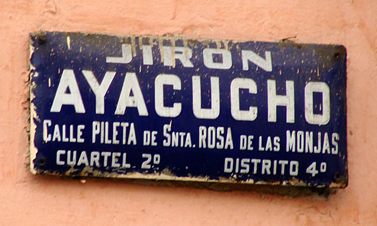 JIRON
AYACUCHO
CALLE PILETA DE SNTA. ROSA DE LAS MONJAS
CUARTEL 2º DISTRITO 4º